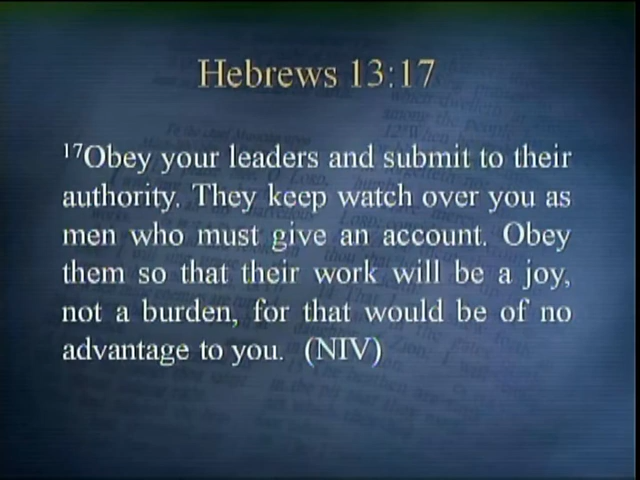 Hebrews 13:17
¹⁷Obey your leaders and submit to their
authority. They keep watch over you as
men who must give an account. Obey
them so that their work will be a joy,
not a burden, for that would be of no
advantage to you. (NIV)